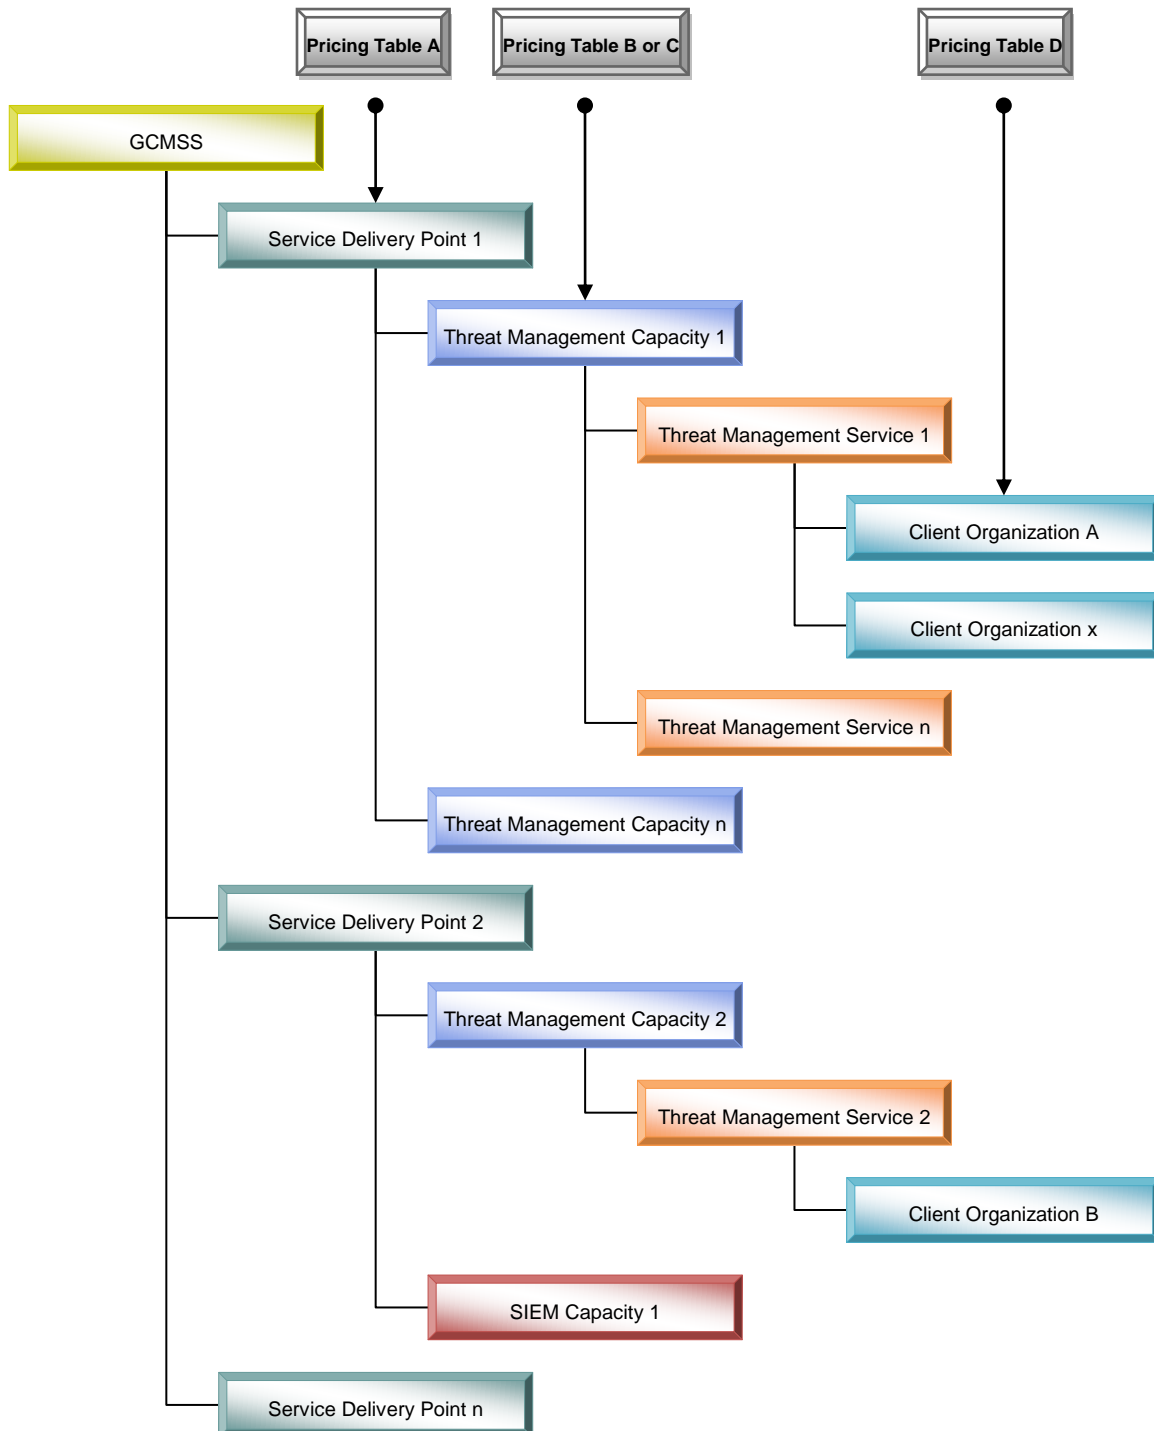 Pricing Table A
Pricing Table B or C
Pricing Table D
GCMSS
Service Delivery Point 1
Threat Management Capacity 1
Threat Management Service 1
Client Organization A
Client Organization x
Threat Management Service n
Threat Management Capacity n
Service Delivery Point 2
Threat Management Capacity 2
Threat Management Service 2
Client Organization B
SIEM Capacity 1
Service Delivery Point n